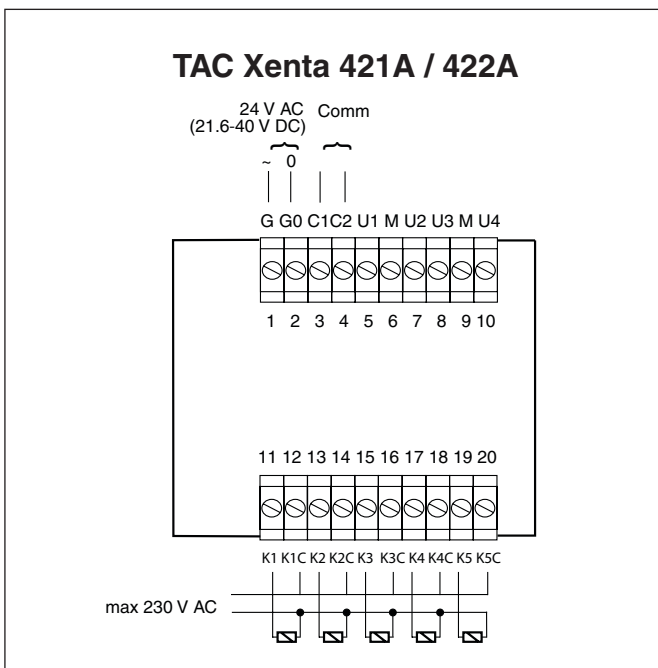 TAC Xenta 421A / 422A
24 V AC Comm
(21.6-40 V DC)
~ 0
G G0 C1 C2 U1 M U2 U3 M U4
1 2 3 4 5 6 7 8 9 10
11 12 13 14 15 16 17 18 19 20
K1 K1C K2 K2C K3 K3C K4 K4C K5 K5C
max 230 V AC